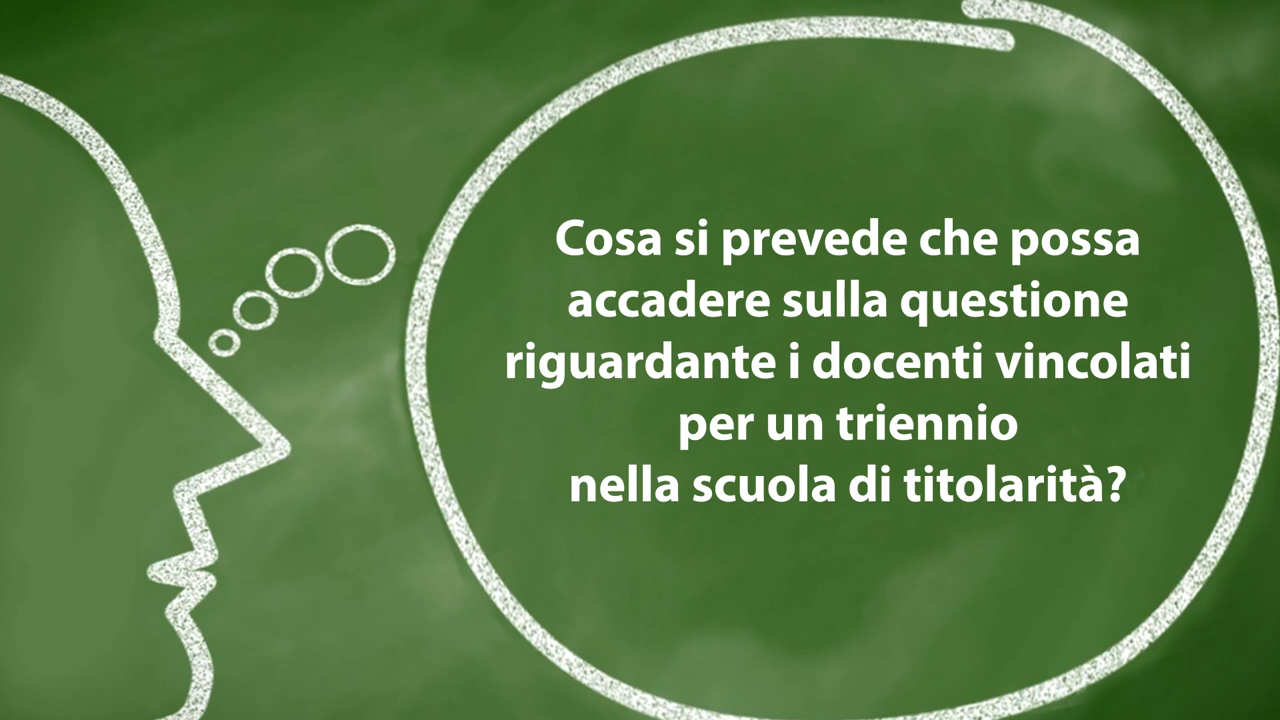 Cosa si prevede che possa
accadere sulla questione
riguardante i docenti vincolati
per un triennio
nella scuola di titolarità?